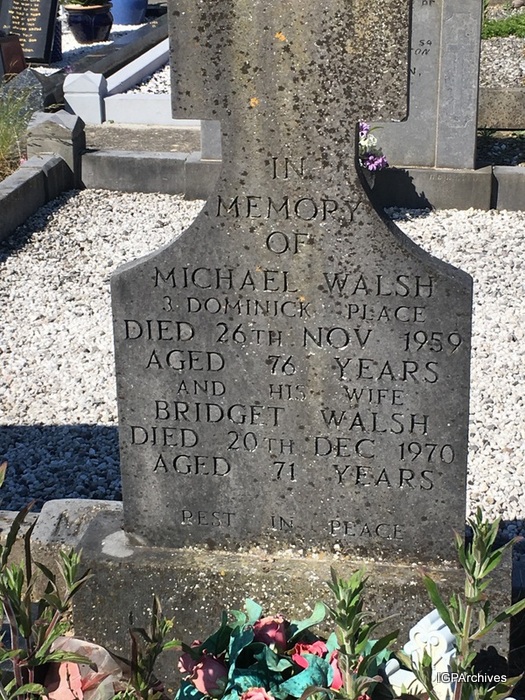 IN
MEMORY
OF
MICHAEL WALSH
3 DOMINICK PLACE
DIED 26TH NOV 1959
AGED 76 YEARS
AND HIS WIFE
BRIDGET WALSH
DIED 20TH DEC 1970
AGED 71 YEARS
REST IN PEACE
IGPArchives